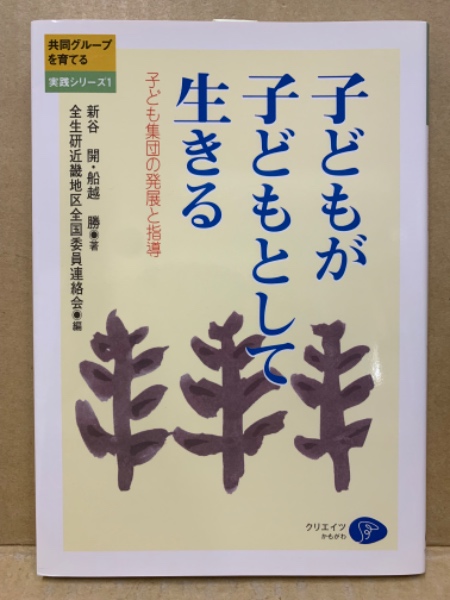 共同グループ
を育てる
実践シリーズ1
子どもが
子どもとして
生きる
子ども集団の発展と指導
新谷 開・船越 勝◉著
全生研近畿地区全国委員連絡会◉編
クリエイツ
かもがわ